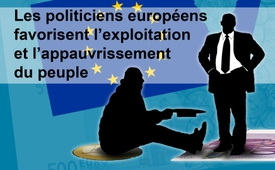 Les politiciens européens
favorisent l'exploitation
et l'appauvrissement
du peuple